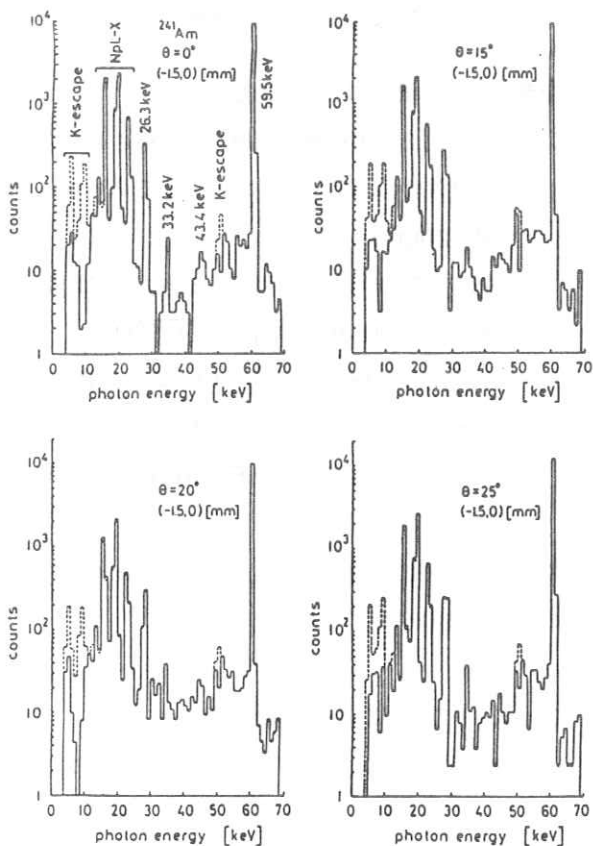 K-escape
NpL-X
²⁴¹Am
θ = 0°
(-1.5,0) [mm]
26.3 keV
33.2 keV
43.4 keV
K-escape
59.5 keV
counts
10⁴
10³
10²
10
1
0 10 20 30 40 50 60 70
photon energy [keV]
θ = 15°
(-1.5,0) [mm]
counts
10⁴
10³
10²
10
1
0 10 20 30 40 50 60 70
photon energy [keV]
θ = 20°
(-1.5,0) [mm]
counts
10⁴
10³
10²
10
1
0 10 20 30 40 50 60 70
photon energy [keV]
θ = 25°
(-1.5,0) [mm]
counts
10⁴
10³
10²
10
1
0 10 20 30 40 50 60 70
photon energy [keV]